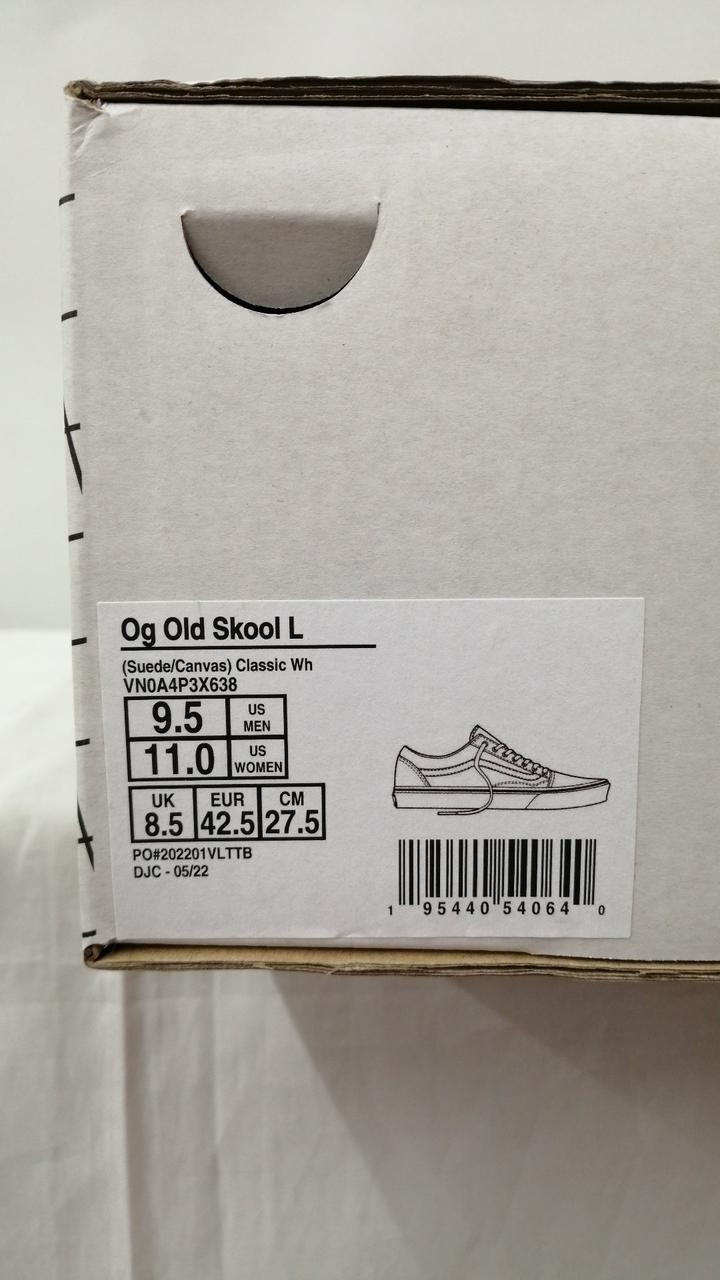 Og Old Skool L
(Suede/Canvas) Classic Wh
VN0A4P3X638
9.5 US MEN
11.0 US WOMEN
UK EUR CM
8.5 42.5 27.5
PO#202201VLTTB
DJC - 05/22
1 95440 54064 0